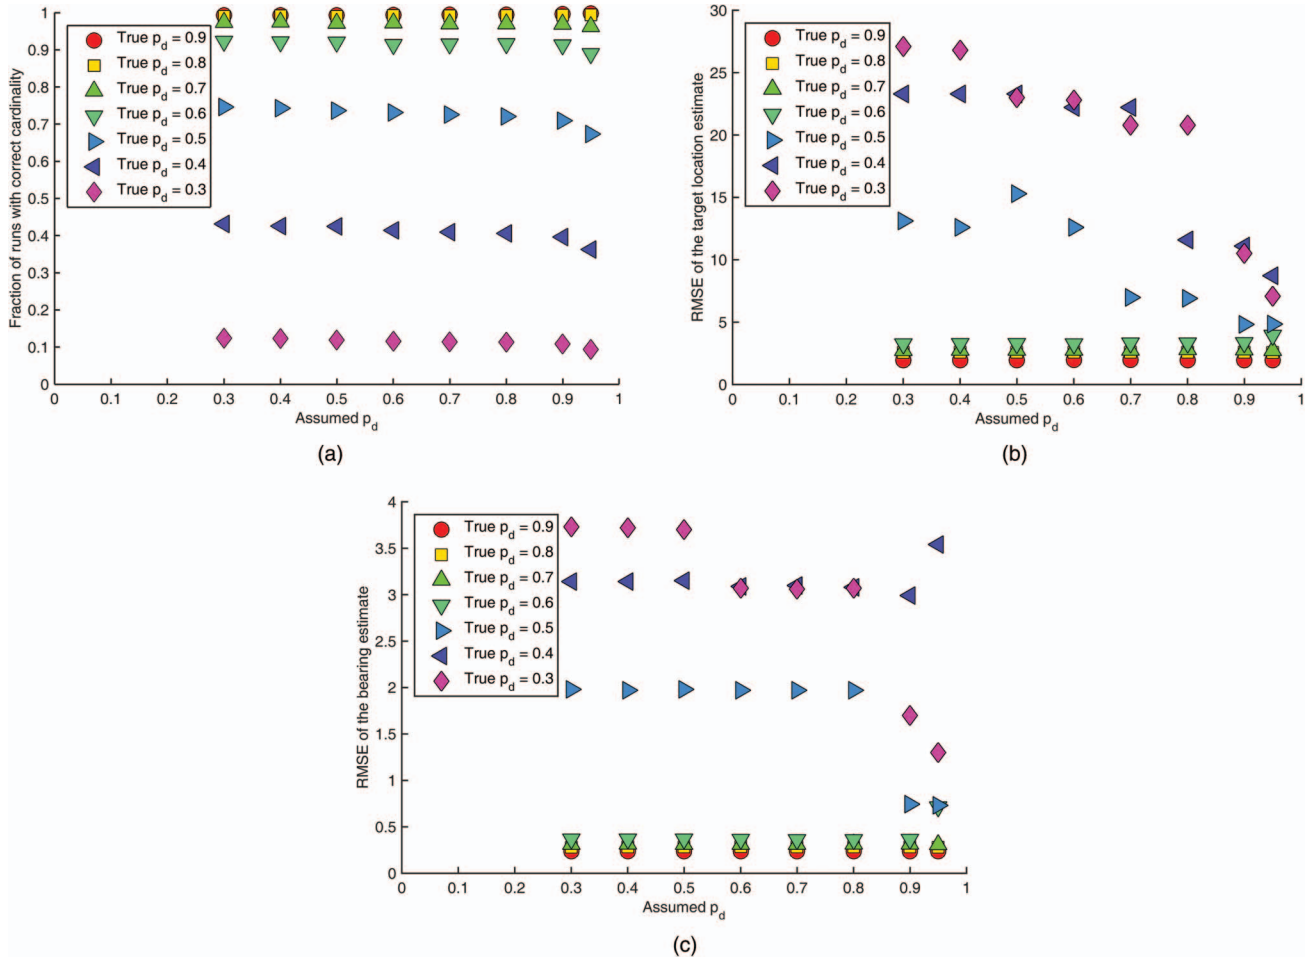 Fraction of runs with correct cardinality
1
0.9
0.8
0.7
0.6
0.5
0.4
0.3
0.2
0.1
0
True p_d = 0.9
True p_d = 0.8
True p_d = 0.7
True p_d = 0.6
True p_d = 0.5
True p_d = 0.4
True p_d = 0.3
0 0.1 0.2 0.3 0.4 0.5 0.6 0.7 0.8 0.9 1
Assumed p_d
(a)
RMSE of the target location estimate
30
25
20
15
10
5
0
True p_d = 0.9
True p_d = 0.8
True p_d = 0.7
True p_d = 0.6
True p_d = 0.5
True p_d = 0.4
True p_d = 0.3
0 0.1 0.2 0.3 0.4 0.5 0.6 0.7 0.8 0.9 1
Assumed p_d
(b)
RMSE of the bearing estimate
4
3.5
3
2.5
2
1.5
1
0.5
0
True p_d = 0.9
True p_d = 0.8
True p_d = 0.7
True p_d = 0.6
True p_d = 0.5
True p_d = 0.4
True p_d = 0.3
0 0.1 0.2 0.3 0.4 0.5 0.6 0.7 0.8 0.9 1
Assumed p_d
(c)